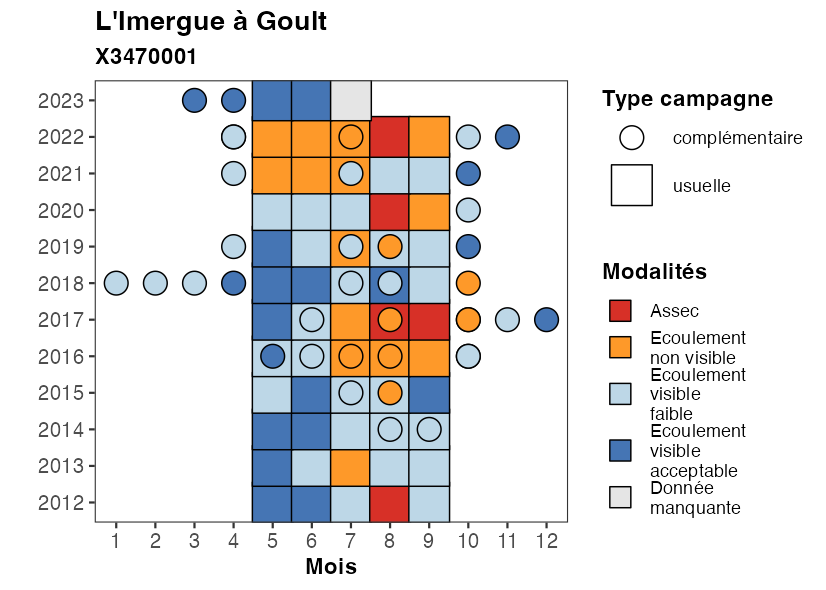 L'Imergue à Goult
X3470001
2023
2022
2021
2020
2019
2018
2017
2016
2015
2014
2013
2012
1 2 3 4 5 6 7 8 9 10 11 12
Mois
Type campagne
complémentaire
usuelle
Modalités
Assec
Ecoulement
non visible
Ecoulement
visible
faible
Ecoulement
visible
acceptable
Donnée
manquante